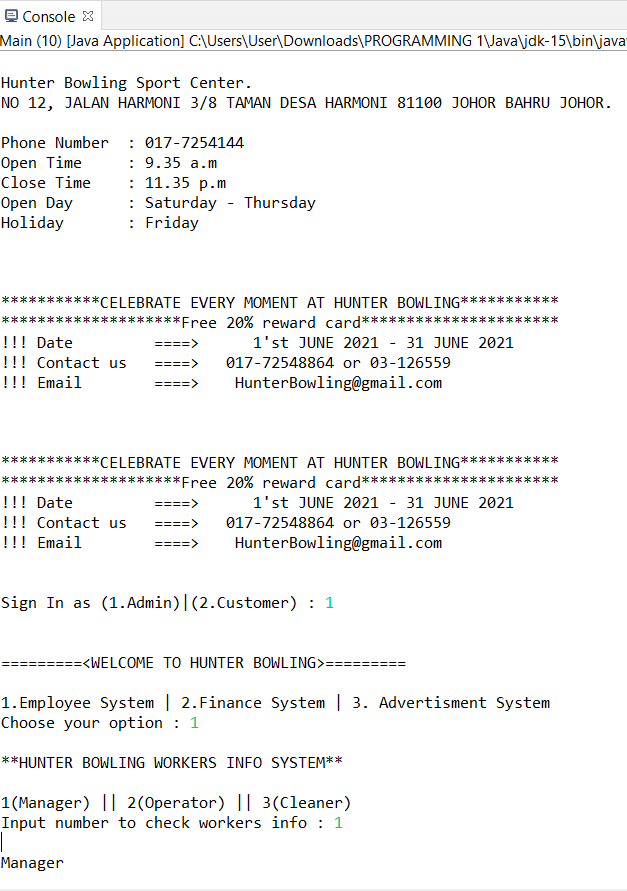 Console
Main (10) [Java Application] C:\Users\User\Downloads\PROGRAMMING 1\Java\jdk-15\bin\java
Hunter Bowling Sport Center.
NO 12, JALAN HARMONI 3/8 TAMAN DESA HARMONI 81100 JOHOR BAHRU JOHOR.
Phone Number  : 017-7254144
Open Time     : 9.35 a.m
Close Time    : 11.35 p.m
Open Day      : Saturday - Thursday
Holiday       : Friday
***********CELEBRATE EVERY MOMENT AT HUNTER BOWLING***********
********************Free 20% reward card**********************
!!! Date         ====>      1'st JUNE 2021 - 31 JUNE 2021
!!! Contact us   ====>   017-72548864 or 03-126559
!!! Email        ====>    HunterBowling@gmail.com
***********CELEBRATE EVERY MOMENT AT HUNTER BOWLING***********
********************Free 20% reward card**********************
!!! Date         ====>      1'st JUNE 2021 - 31 JUNE 2021
!!! Contact us   ====>   017-72548864 or 03-126559
!!! Email        ====>    HunterBowling@gmail.com
Sign In as (1.Admin)|(2.Customer) : 1
=========<WELCOME TO HUNTER BOWLING>=========
1.Employee System | 2.Finance System | 3. Advertisment System
Choose your option : 1
**HUNTER BOWLING WORKERS INFO SYSTEM**
1(Manager) || 2(Operator) || 3(Cleaner)
Input number to check workers info : 1
Manager